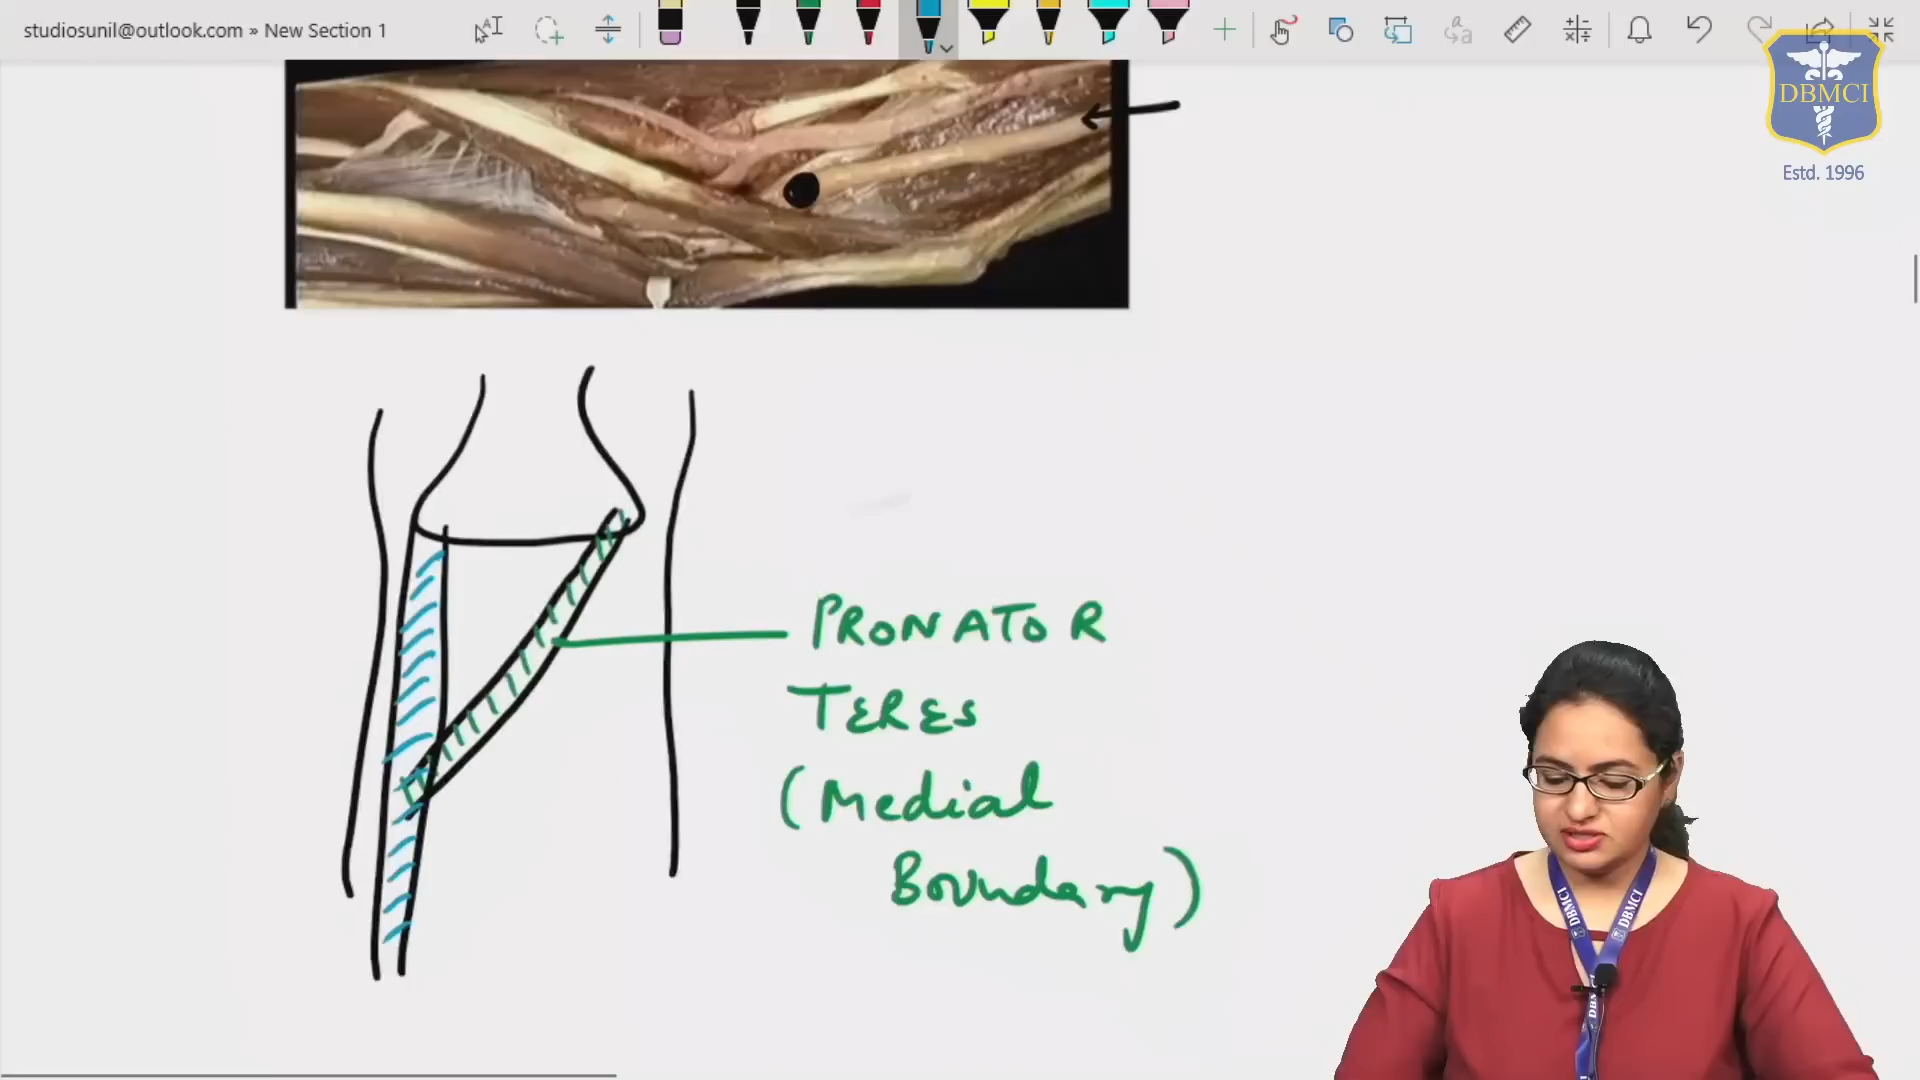 studiosunil@outlook.com » New Section 1
DBMCI
Estd. 1996
PRONATOR
TERES
(Medial
Boundary)
DBMCI
DBMCI